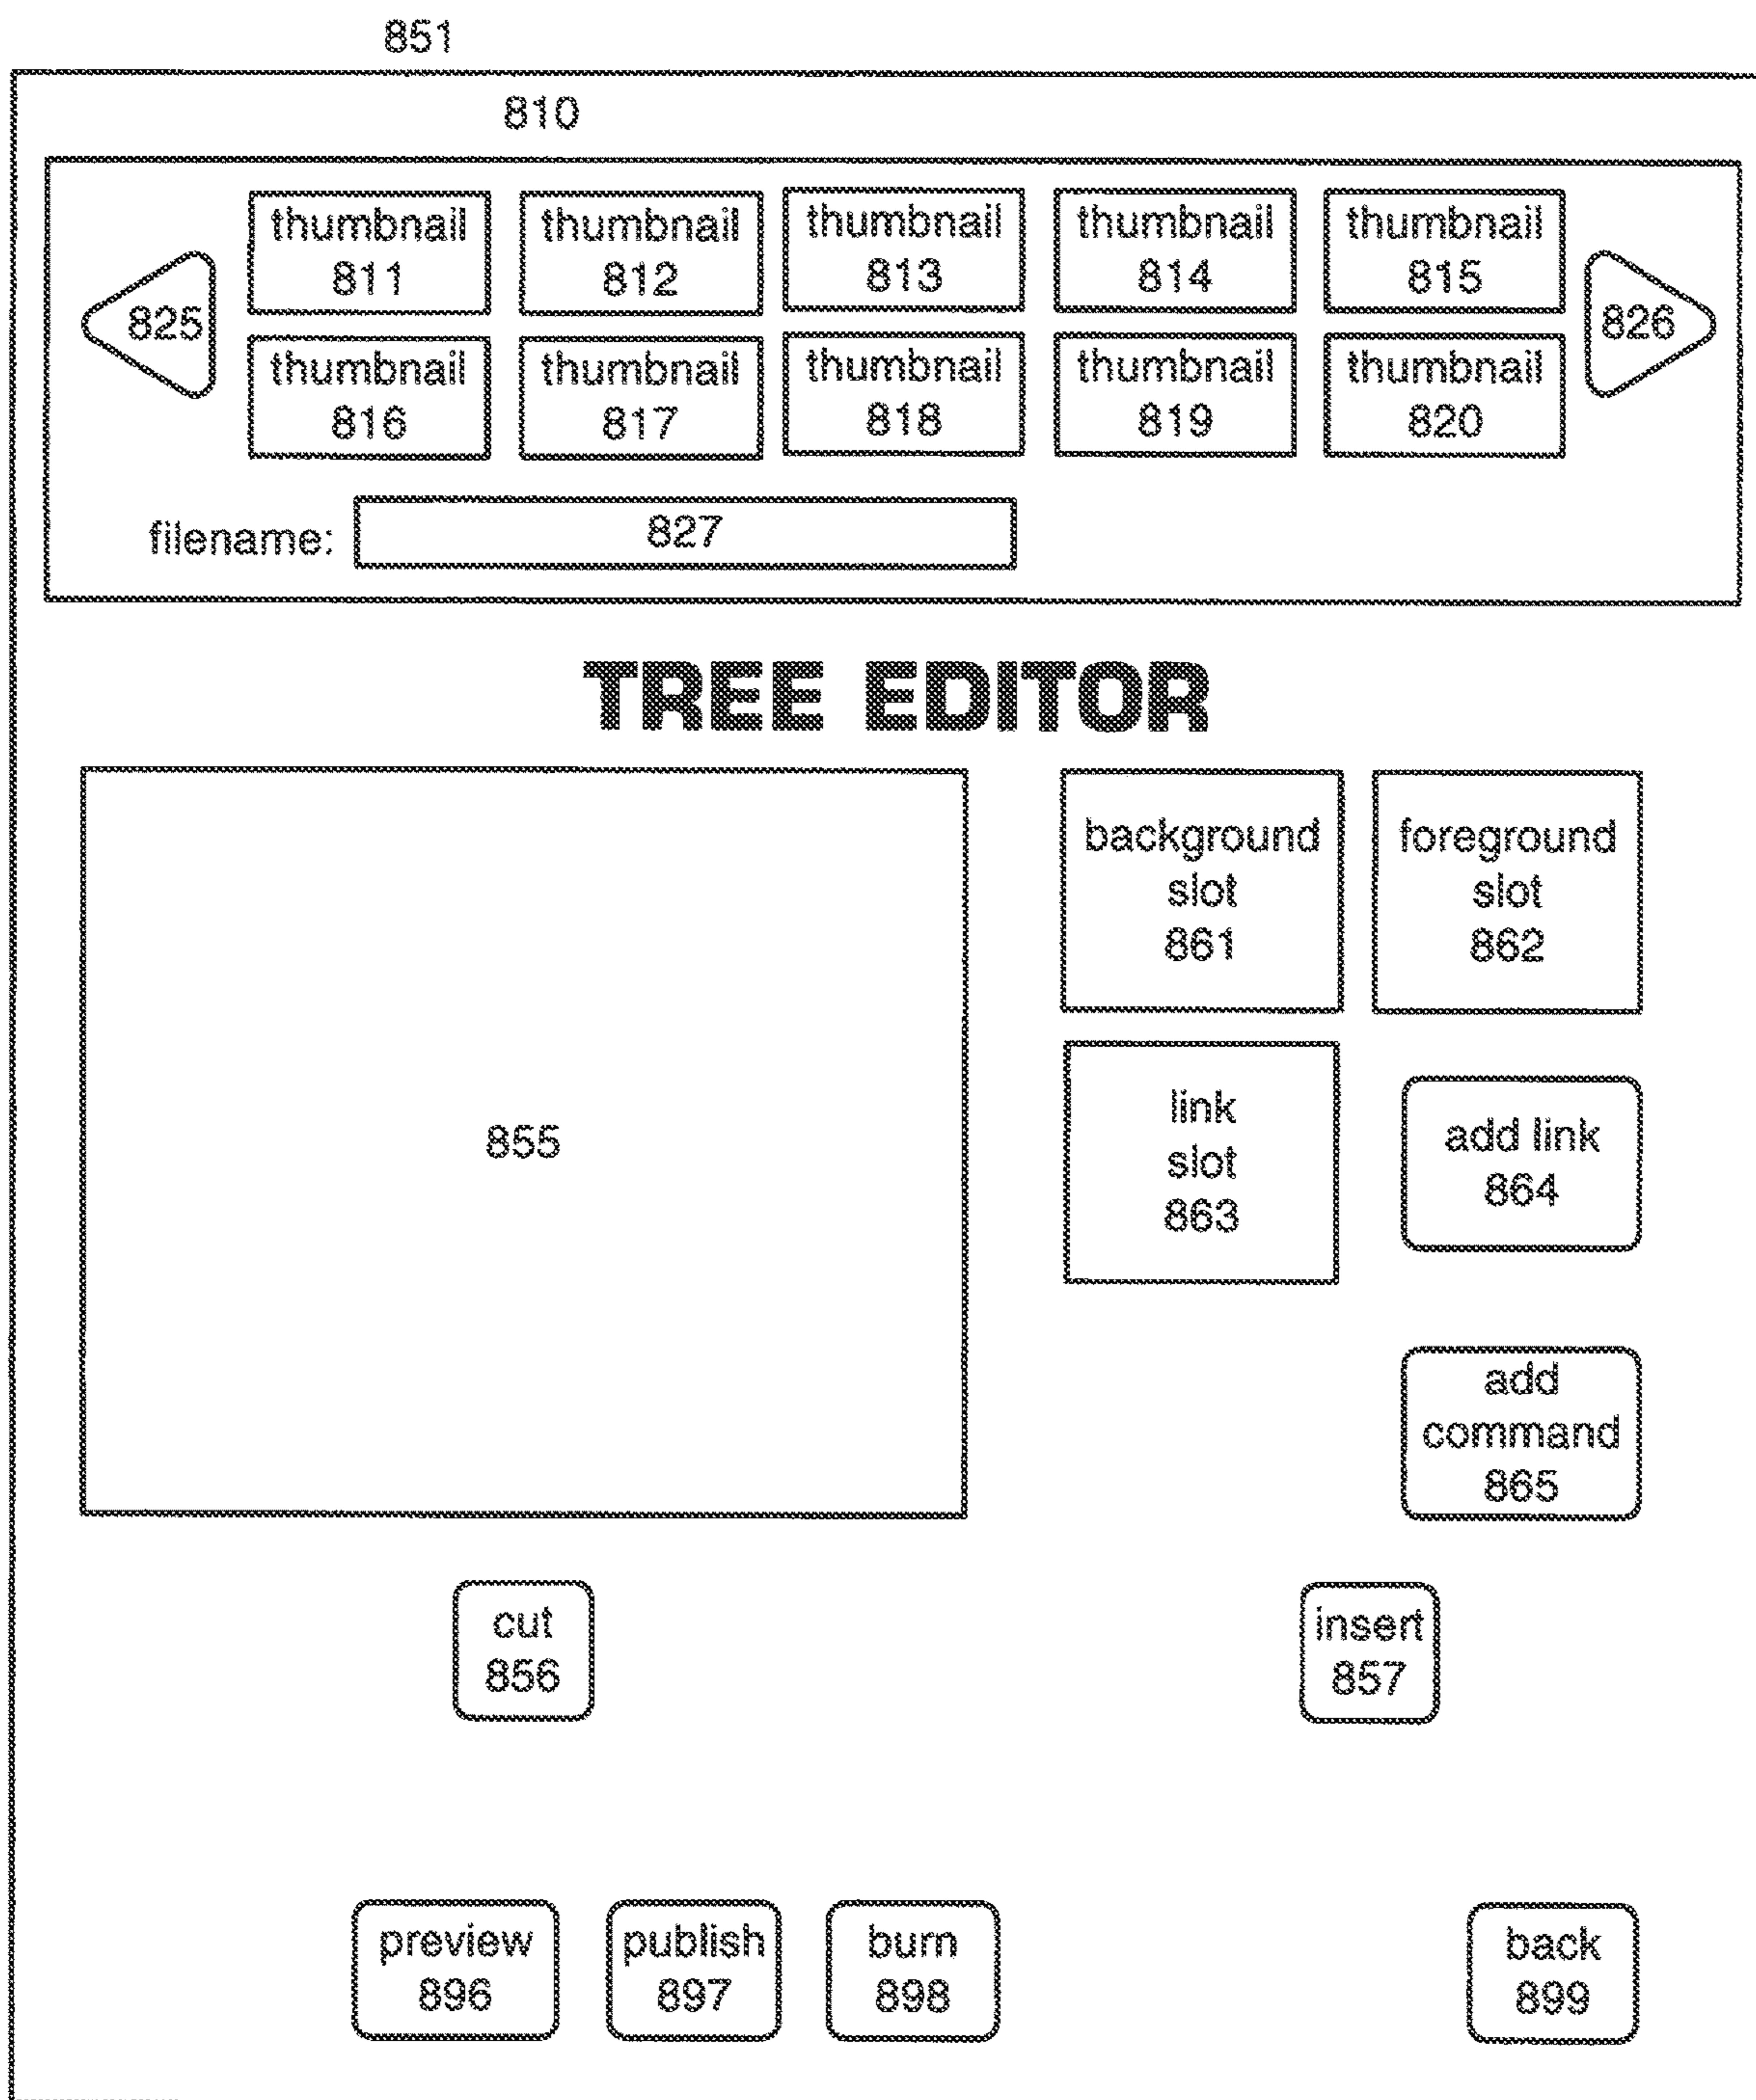 851
810
thumbnail 811
thumbnail 812
thumbnail 813
thumbnail 814
thumbnail 815
825
826
thumbnail 816
thumbnail 817
thumbnail 818
thumbnail 819
thumbnail 820
filename: 827
TREE EDITOR
background
slot
861
foreground
slot
862
855
link
slot
863
add link
864
add
command
865
cut
856
insert
857
preview
896
publish
897
burn
898
back
899